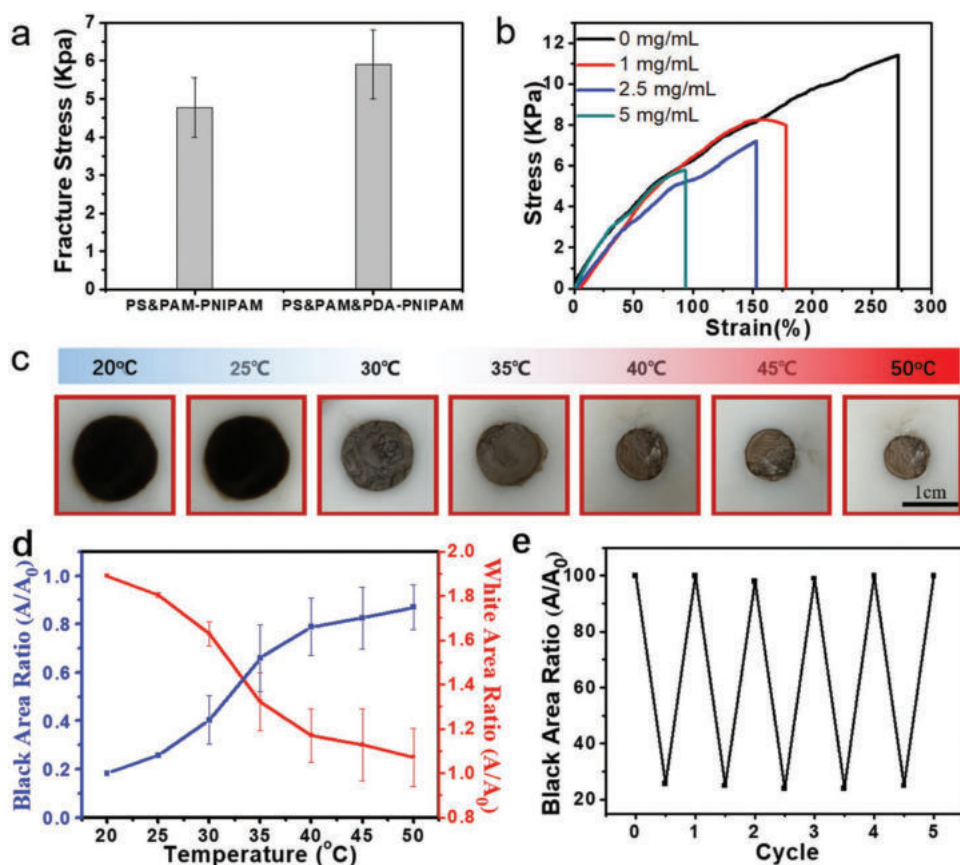 a
7
6
5
4
3
2
1
0
Fracture Stress (Kpa)
PS&PAM-PNIPAM PS&PAM&PDA-PNIPAM
b
0 mg/mL
1 mg/mL
2.5 mg/mL
5 mg/mL
12
10
8
6
4
2
0
Stress (KPa)
0 25 50 75 100 125 150 175 200 225 250 275 300
Strain(%)
c
20°C 25℃ 30℃ 35℃ 40℃ 45℃ 50°C
1cm
d
1.0
0.8
0.6
0.4
0.2
0.0
Black Area Ratio (A/A₀)
2.0
1.8
1.6
1.4
1.2
1.0
0.8
White Area Ratio (A/A₀)
20 25 30 35 40 45 50
Temperature (°C)
e
100
80
60
40
20
Black Area Ratio (A/A₀)
0 1 2 3 4 5
Cycle